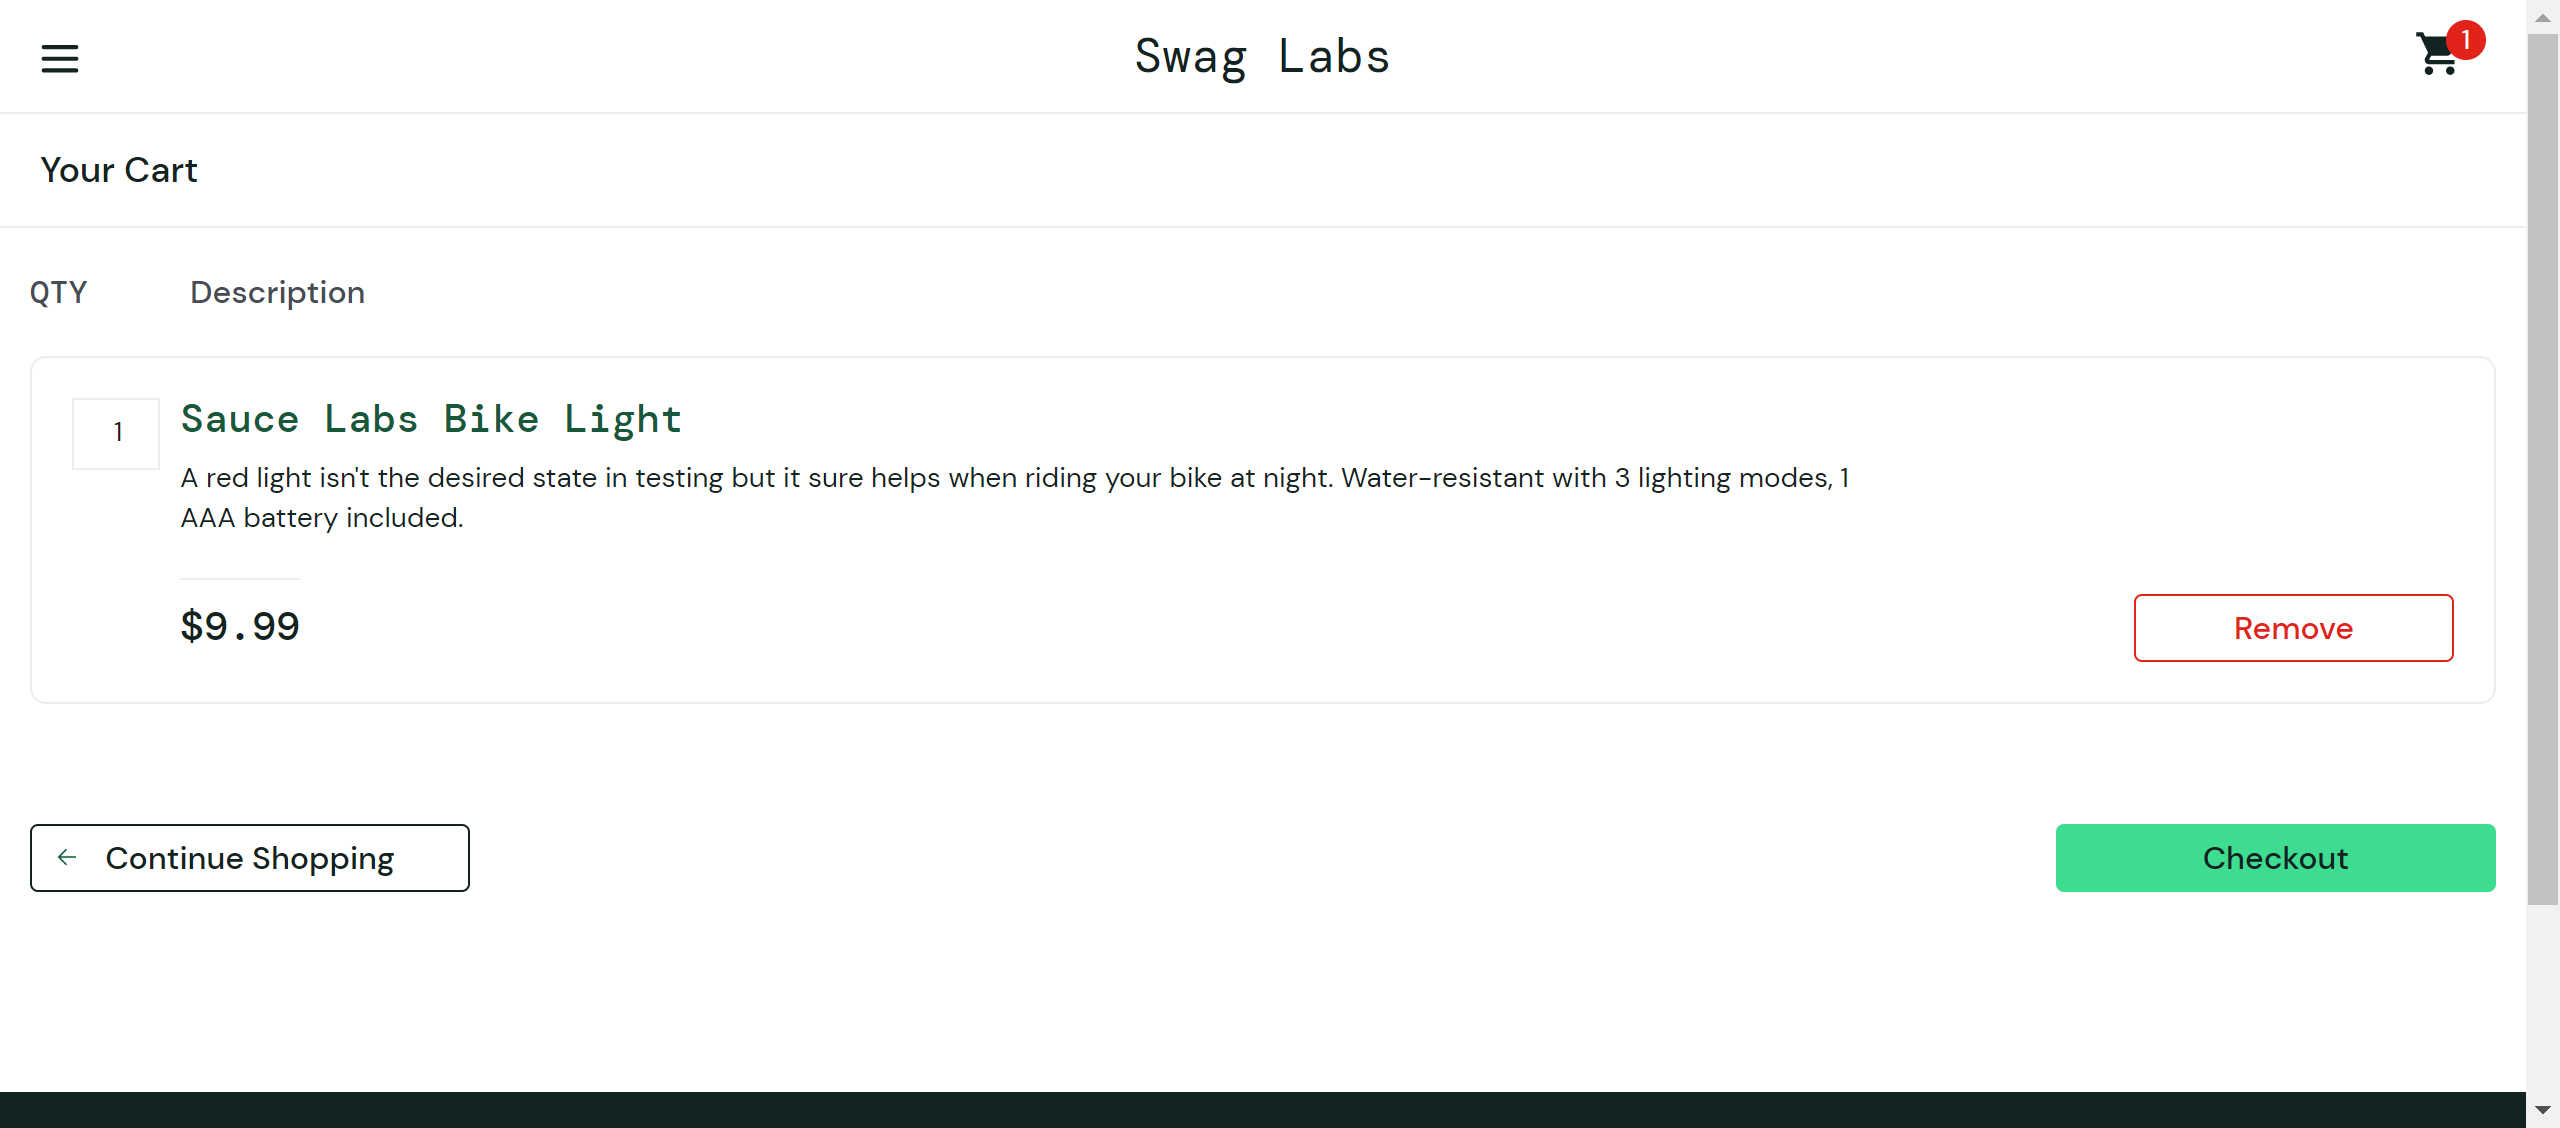 Swag Labs
1
Your Cart
QTY
Description
1
Sauce Labs Bike Light
A red light isn't the desired state in testing but it sure helps when riding your bike at night. Water-resistant with 3 lighting modes, 1
AAA battery included.
$9.99
Remove
Continue Shopping
Checkout